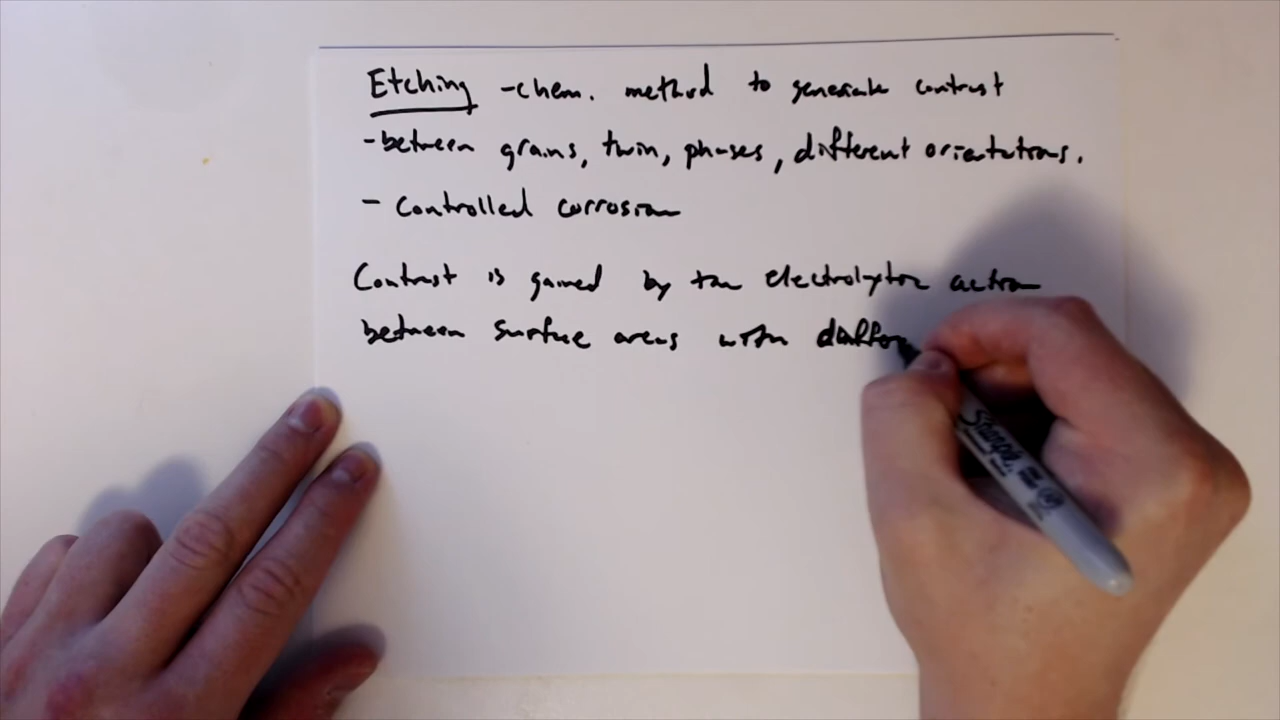 Etching - chem. method to generate contrast
- between grains, twin, phases, different orientations.
- Controlled corrosion
Contrast is gained by the electrolytic action
between surface areas with
Sharpie